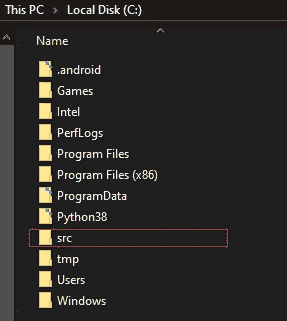 This PC > Local Disk (C:)
Name
.android
Games
Intel
PerfLogs
Program Files
Program Files (x86)
ProgramData
Python38
src
tmp
Users
Windows